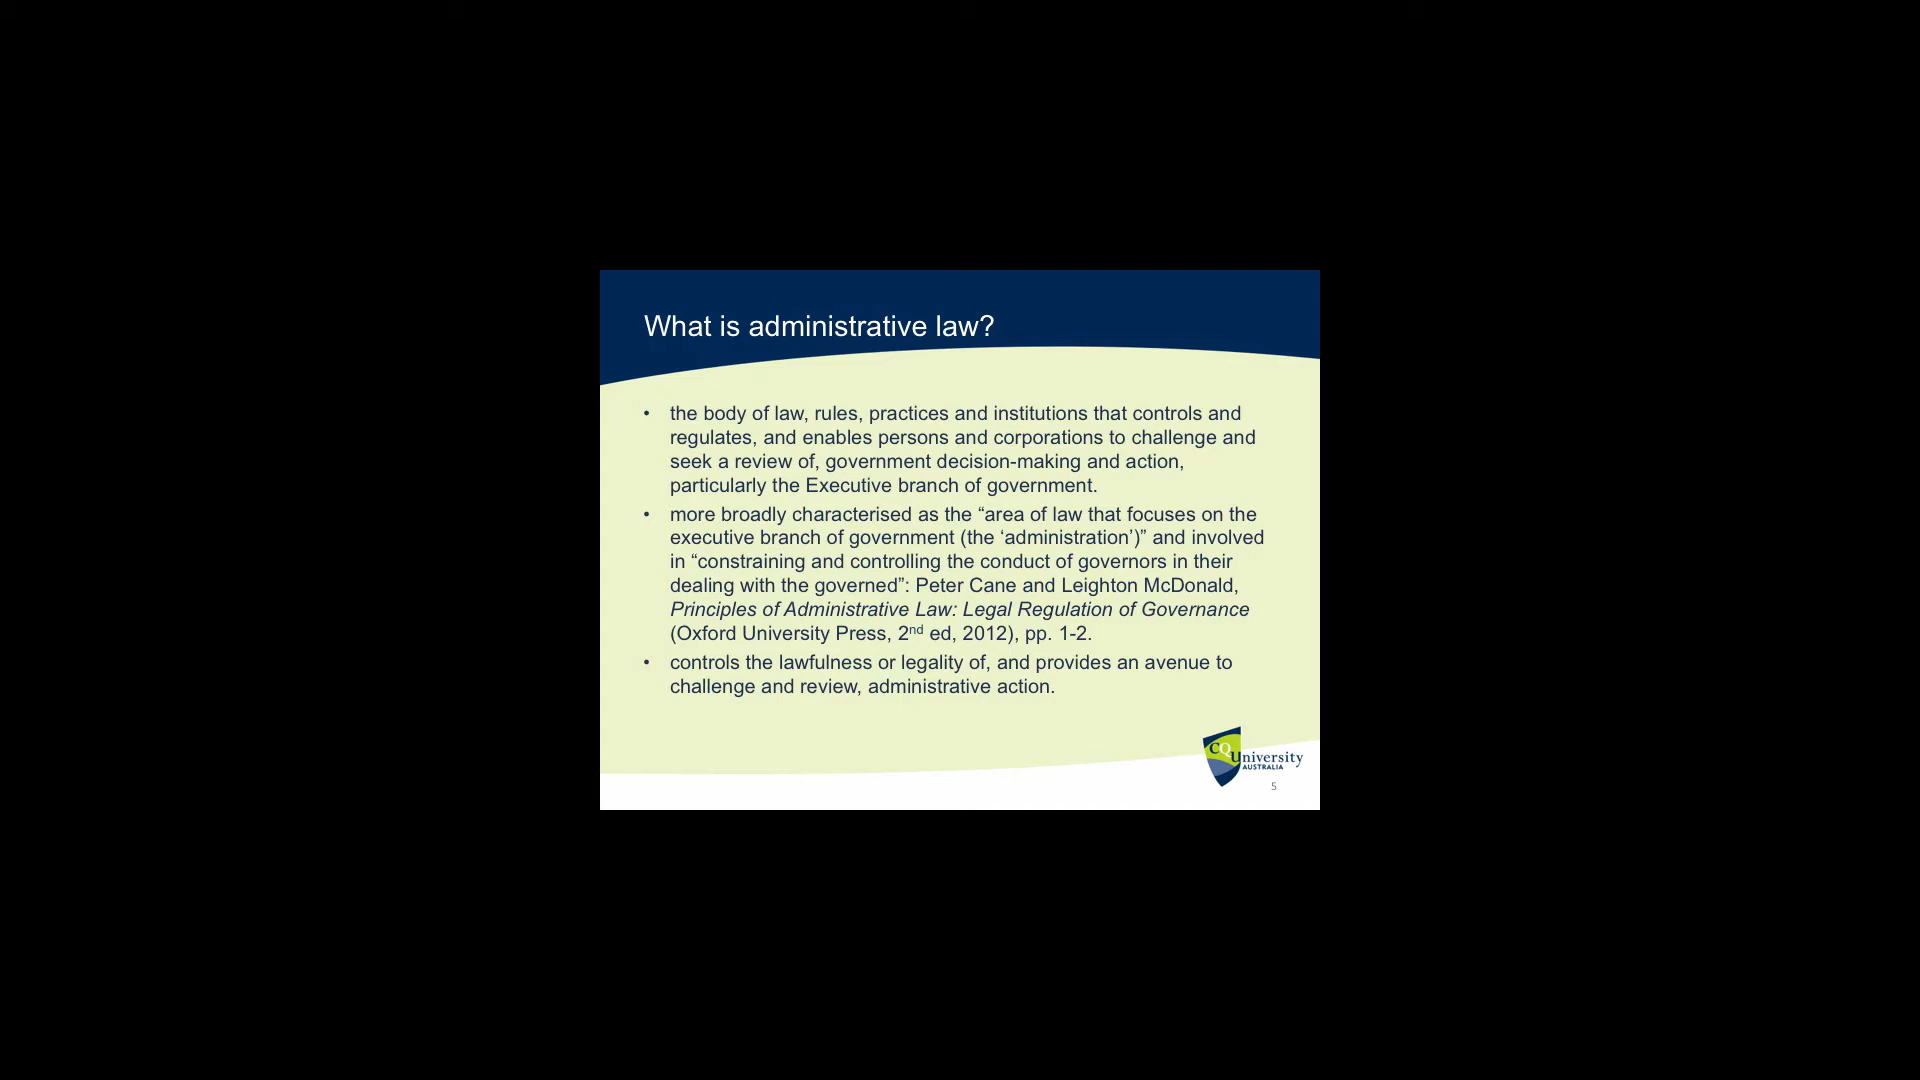 What is administrative law?
• the body of law, rules, practices and institutions that controls and
regulates, and enables persons and corporations to challenge and
seek a review of, government decision-making and action,
particularly the Executive branch of government.
• more broadly characterised as the “area of law that focuses on the
executive branch of government (the ‘administration’)” and involved
in “constraining and controlling the conduct of governors in their
dealing with the governed”: Peter Cane and Leighton McDonald,
Principles of Administrative Law: Legal Regulation of Governance
(Oxford University Press, 2nd ed, 2012), pp. 1-2.
• controls the lawfulness or legality of, and provides an avenue to
challenge and review, administrative action.
CQUniversity
AUSTRALIA
5